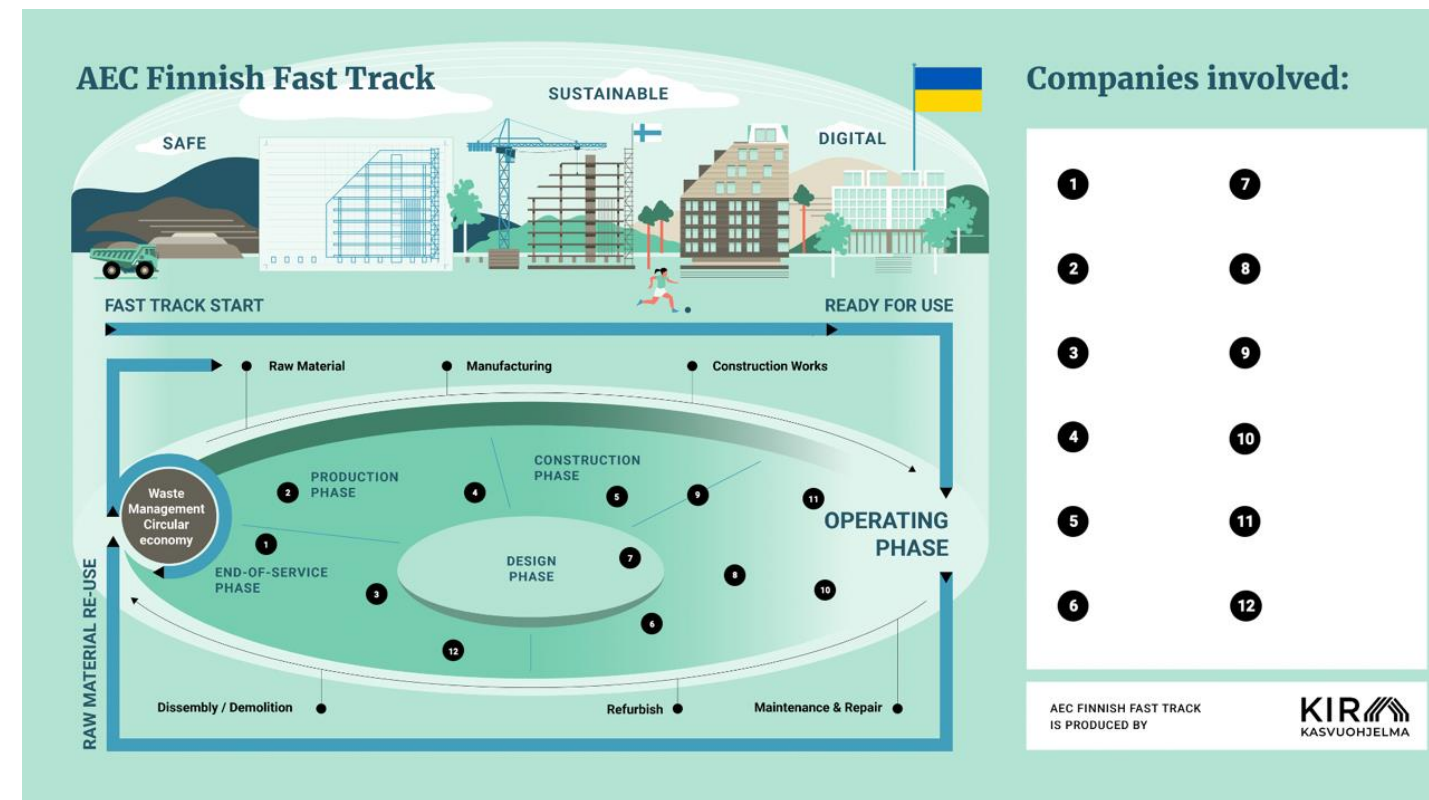 AEC Finnish Fast Track
SUSTAINABLE
SAFE
DIGITAL
FAST TRACK START
READY FOR USE
Raw Material
Manufacturing
Construction Works
PRODUCTION
PHASE
CONSTRUCTION
PHASE
2
4
5
9
11
Waste
Management
Circular
economy
OPERATING
PHASE
1
END-OF-SERVICE
PHASE
DESIGN
PHASE
7
8
3
10
6
12
RAW MATERIAL RE-USE
Dissembly / Demolition
Refurbish
Maintenance & Repair
Companies involved:
1
2
3
4
5
6
7
8
9
10
11
12
AEC FINNISH FAST TRACK
IS PRODUCED BY
KIRA
KASVUOHJELMA